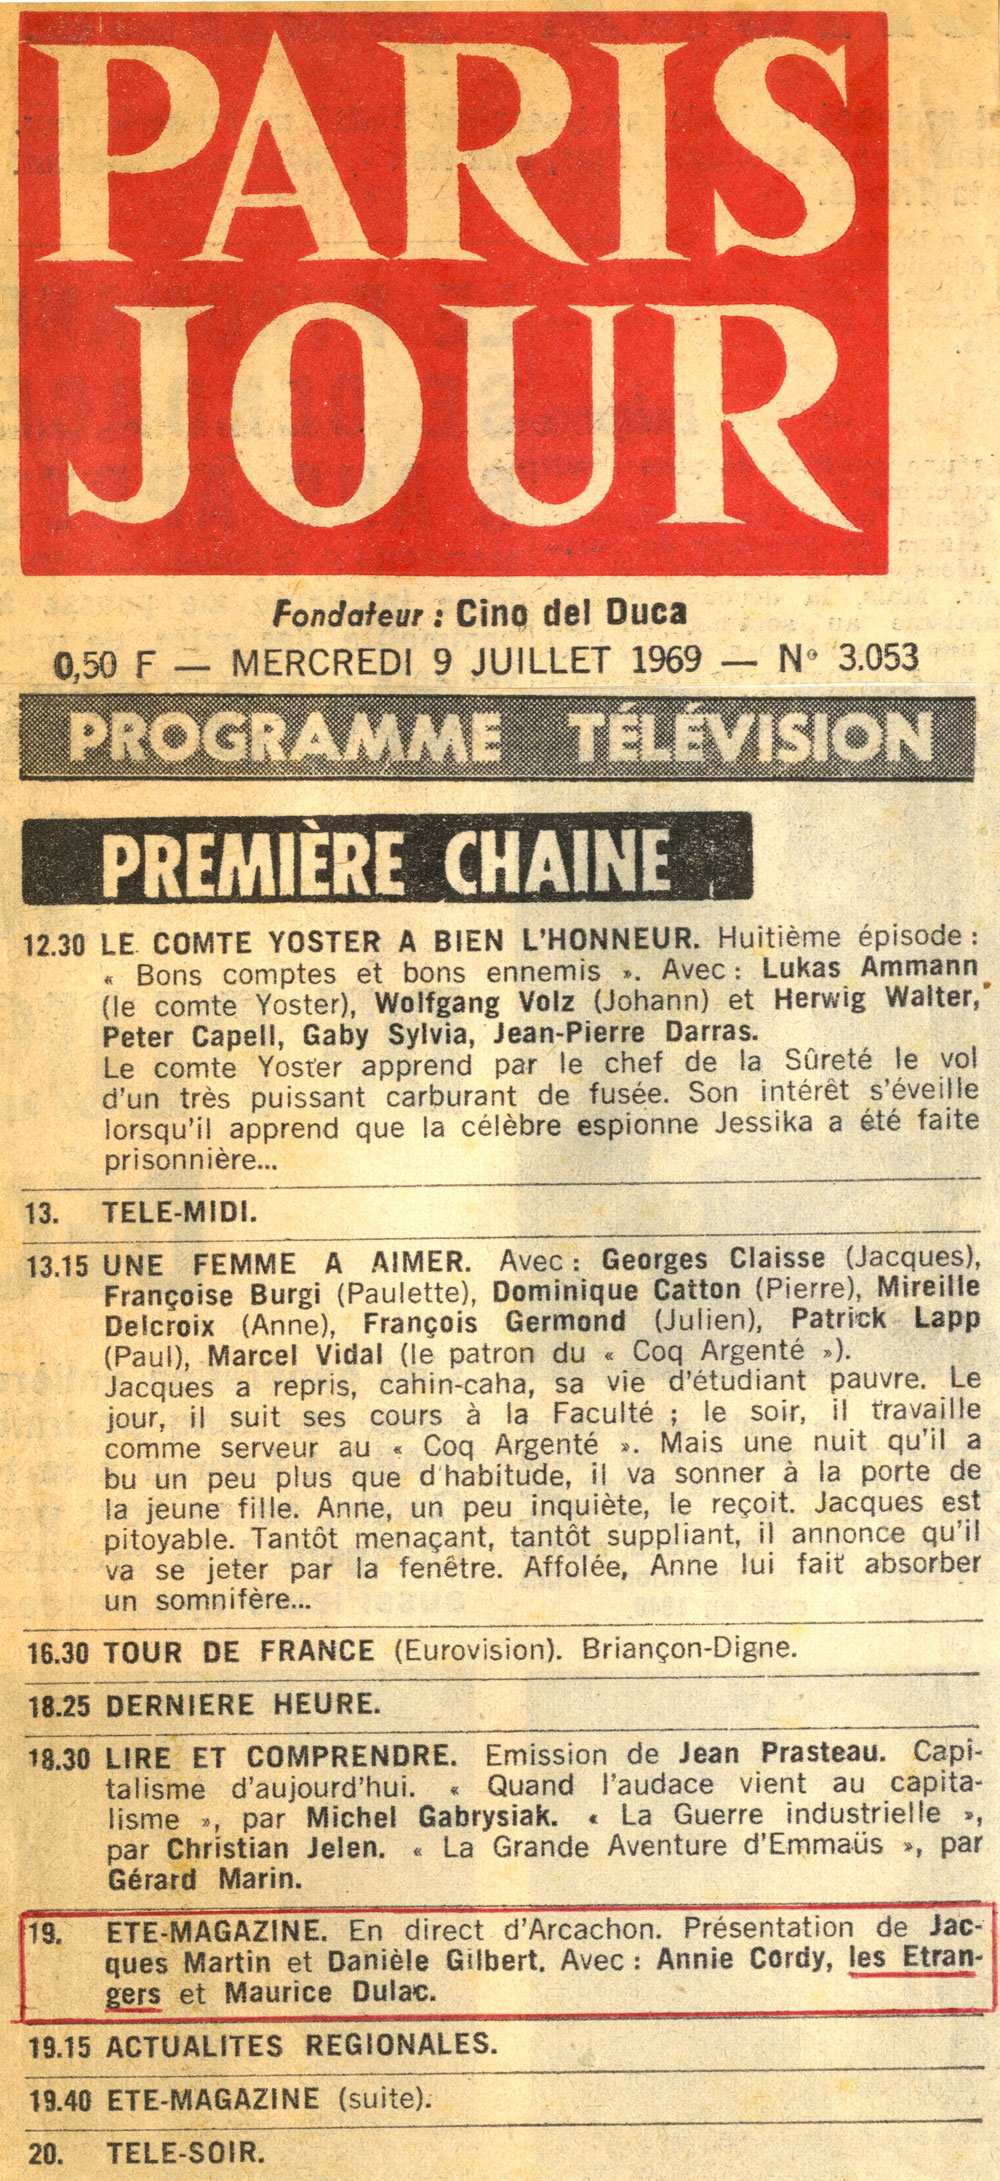 PARIS
JOUR
Fondateur : Cino del Duca
0,50 F — MERCREDI 9 JUILLET 1969 — N° 3.053
PROGRAMME TÉLÉVISION
PREMIÈRE CHAINE
12.30 LE COMTE YOSTER A BIEN L'HONNEUR. Huitième épisode :
« Bons comptes et bons ennemis ». Avec : Lukas Ammann
(le comte Yoster), Wolfgang Volz (Johann) et Herwig Walter,
Peter Capell, Gaby Sylvia, Jean-Pierre Darras.
Le comte Yoster apprend par le chef de la Sûreté le vol
d'un très puissant carburant de fusée. Son intérêt s'éveille
lorsqu'il apprend que la célèbre espionne Jessika a été faite
prisonnière...
13. TELE-MIDI.
13.15 UNE FEMME A AIMER. Avec : Georges Claisse (Jacques),
Françoise Burgi (Paulette), Dominique Catton (Pierre), Mireille
Delcroix (Anne), François Germond (Julien), Patrick Lapp
(Paul), Marcel Vidal (le patron du « Coq Argenté »).
Jacques a repris, cahin-caha, sa vie d'étudiant pauvre. Le
jour, il suit ses cours à la Faculté ; le soir, il travaille
comme serveur au « Coq Argenté ». Mais une nuit qu'il a
bu un peu plus que d'habitude, il va sonner à la porte de
la jeune fille. Anne, un peu inquiète, le reçoit. Jacques est
pitoyable. Tantôt menaçant, tantôt suppliant, il annonce qu'il
va se jeter par la fenêtre. Affolée, Anne lui fait absorber
un somnifère...
16.30 TOUR DE FRANCE (Eurovision). Briançon-Digne.
18.25 DERNIERE HEURE.
18.30 LIRE ET COMPRENDRE. Emission de Jean Prasteau. Capi-
talisme d'aujourd'hui. « Quand l'audace vient au capita-
lisme », par Michel Gabrysiak. « La Guerre industrielle »,
par Christian Jelen. « La Grande Aventure d'Emmaüs », par
Gérard Marin.
19. ETE-MAGAZINE. En direct d'Arcachon. Présentation de Jac-
ques Martin et Danièle Gilbert. Avec : Annie Cordy, les Etran-
gers et Maurice Dulac.
19.15 ACTUALITES REGIONALES.
19.40 ETE-MAGAZINE (suite).
20. TELE-SOIR.